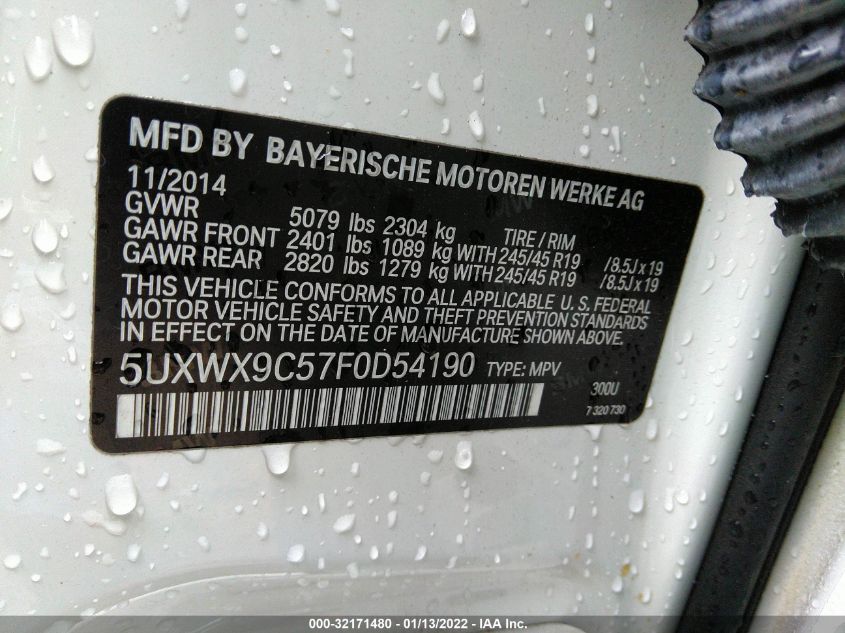 MFD BY BAYERISCHE MOTOREN WERKE AG
11/2014
GVWR 5079 lbs 2304 kg TIRE / RIM
GAWR FRONT 2401 lbs 1089 kg WITH 245/45 R19 /8.5J x 19
GAWR REAR 2820 lbs 1279 kg WITH 245/45 R19 /8.5J x 19
THIS VEHICLE CONFORMS TO ALL APPLICABLE U. S. FEDERAL
MOTOR VEHICLE SAFETY AND THEFT PREVENTION STANDARDS
IN EFFECT ON THE DATE OF MANUFACTURE SHOWN ABOVE.
5UXWX9C57F0D54190 TYPE: MPV
300U
7 320 730
000-32171480 - 01/13/2022 - IAA Inc.